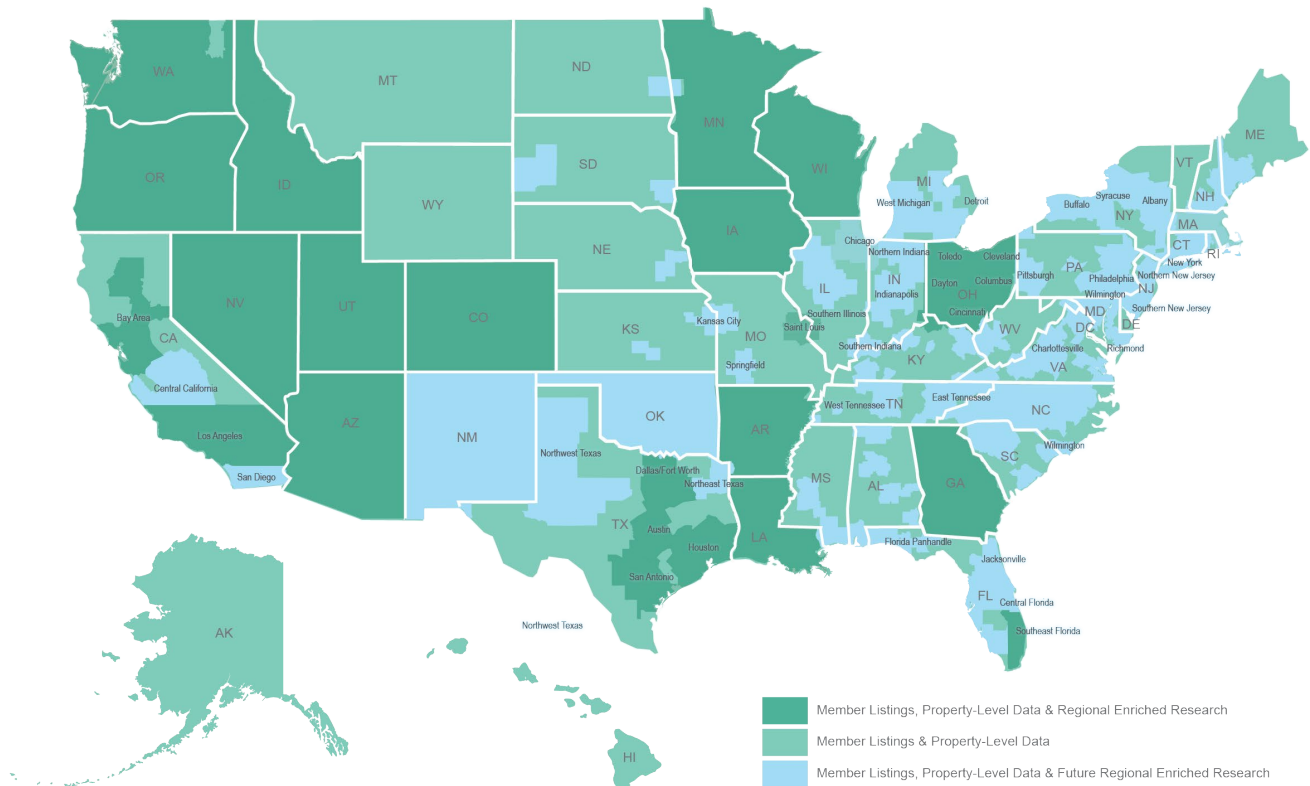 WA
MT
ND
MN
ME
OR
ID
SD
WI
MI
VT
NH
WY
West Michigan
Detroit
Buffalo
Syracuse
Albany
NY
MA
NE
IA
Chicago
Northern Indiana
Toledo
Cleveland
CT
RI
New York
NV
UT
CO
IL
IN
Indianapolis
Dayton
Columbus
OH
Cincinnati
Pittsburgh
PA
Philadelphia
Northern New Jersey
NJ
Wilmington
Bay Area
CA
KS
Kansas City
MO
Saint Louis
Southern Illinois
Southern Indiana
KY
WV
MD
DC
DE
Southern New Jersey
Charlottesville
Richmond
VA
Springfield
Central California
Los Angeles
San Diego
AZ
NM
OK
AR
West Tennessee
TN
East Tennessee
NC
Wilmington
SC
Northwest Texas
Dallas/Fort Worth
Northeast Texas
MS
AL
GA
TX
Austin
Houston
LA
San Antonio
Florida Panhandle
Jacksonville
FL
Central Florida
Southeast Florida
Northwest Texas
AK
HI
Member Listings, Property-Level Data & Regional Enriched Research
Member Listings & Property-Level Data
Member Listings, Property-Level Data & Future Regional Enriched Research